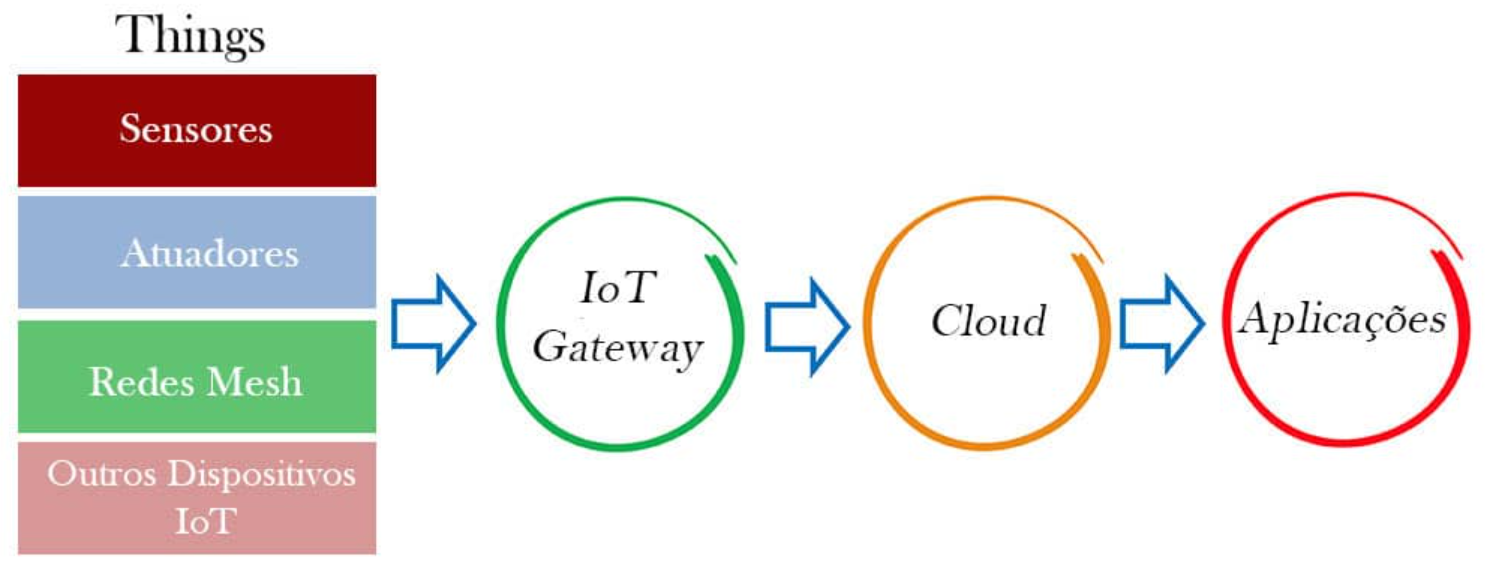 Things
Sensores
Atuadores
Redes Mesh
Outros Dispositivos
IoT
IoT
Gateway
Cloud
Aplicações